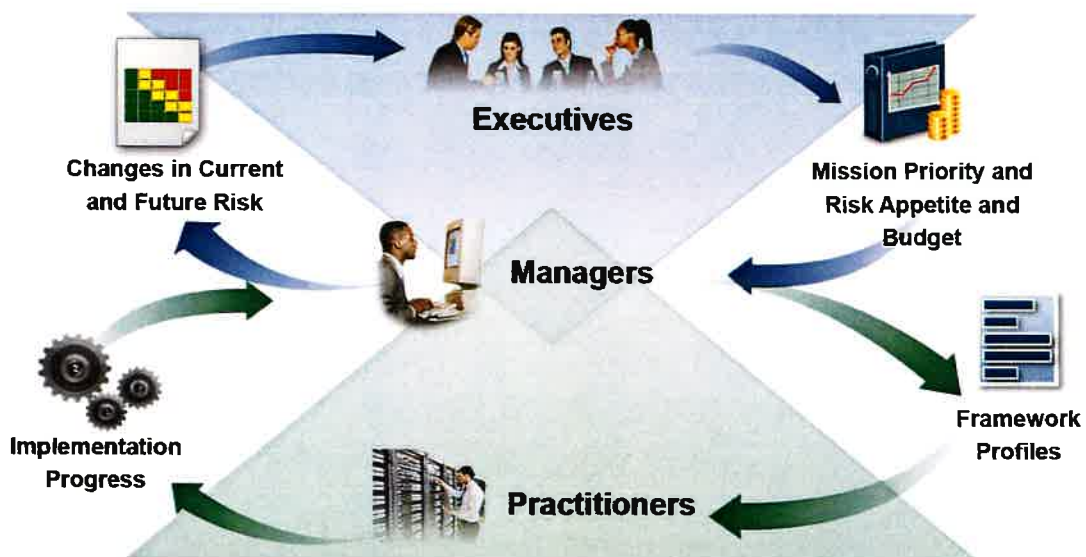 Executives
Changes in Current
and Future Risk
Mission Priority and
Risk Appetite and
Budget
Managers
Implementation
Progress
Framework
Profiles
Practitioners